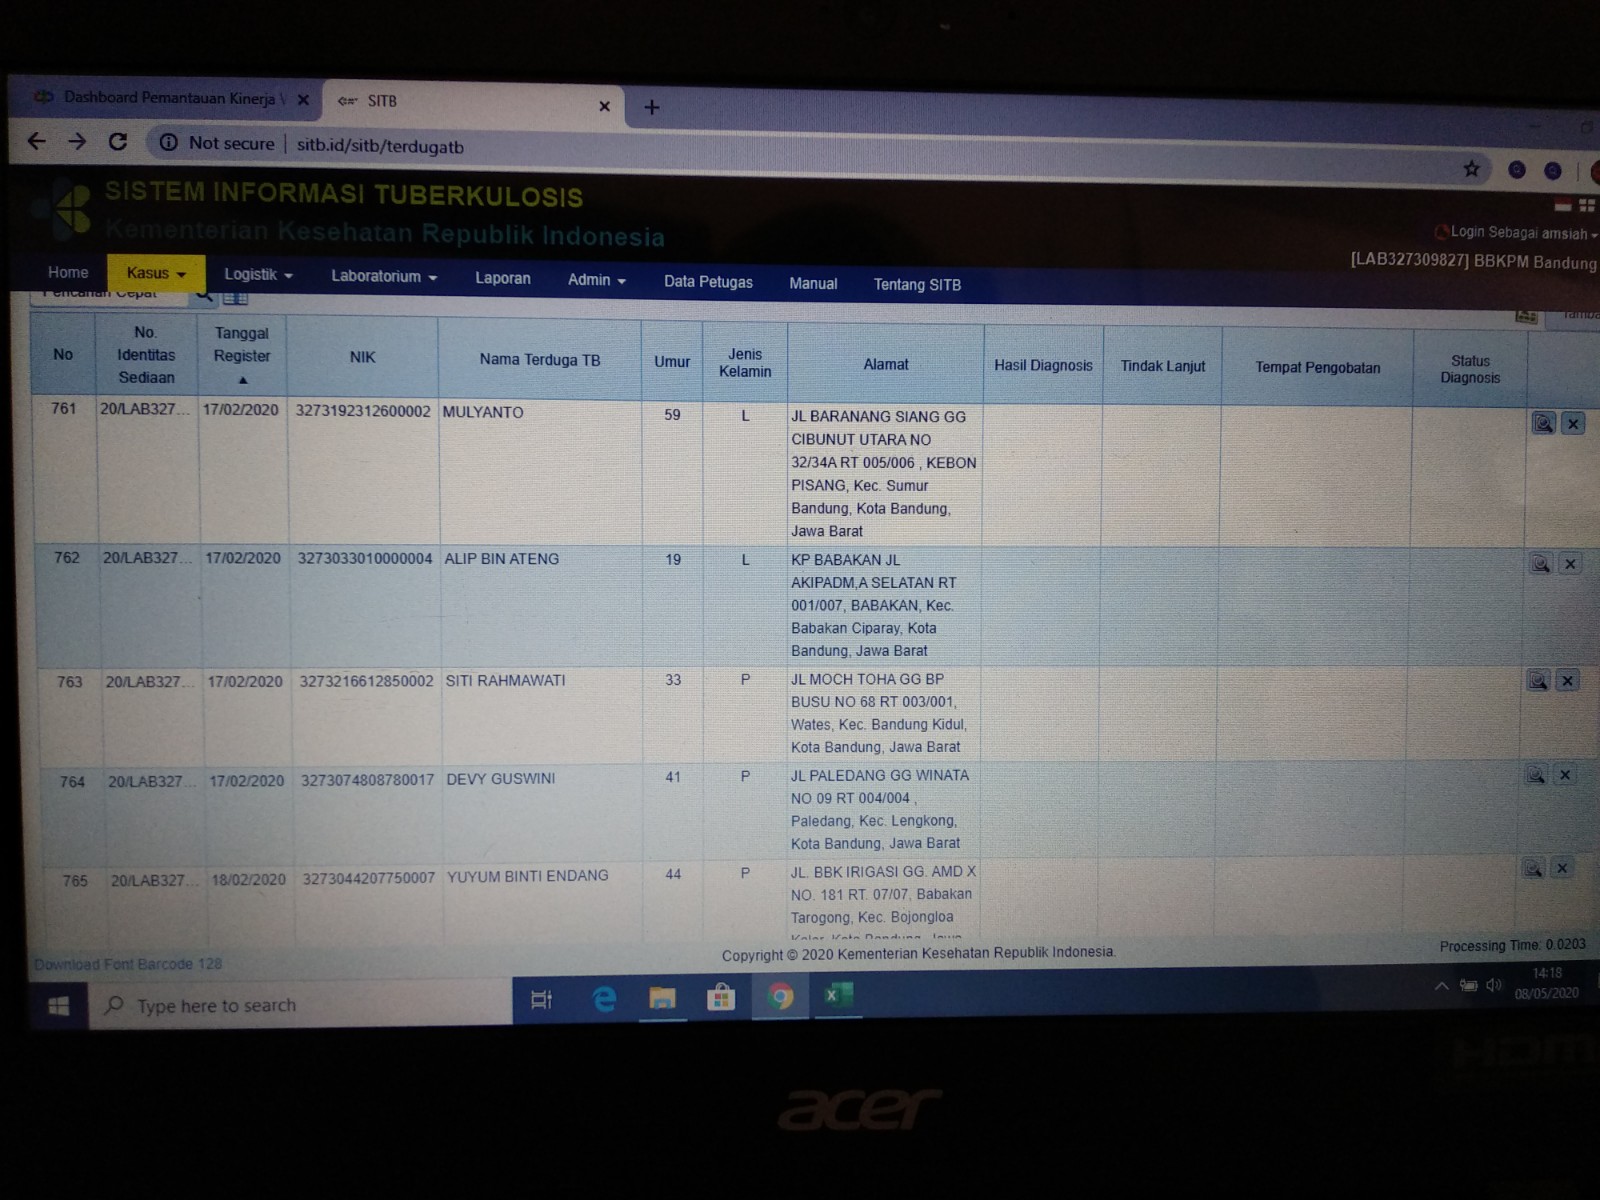 Dashboard Pemantauan Kinerja
SITB
Not secure
sitb.id/sitb/terdugatb
SISTEM INFORMASI TUBERKULOSIS
Kementerian Kesehatan Republik Indonesia
Login Sebagai amsiah
[LAB327309827] BBKPM Bandung
Home Kasus Logistik Laboratorium Laporan Admin Data Petugas Manual Tentang SITB
Pencarian Cepat
No
No. Identitas Sediaan
Tanggal Register
NIK
Nama Terduga TB
Umur
Jenis Kelamin
Alamat
Hasil Diagnosis
Tindak Lanjut
Tempat Pengobatan
Status Diagnosis
761 20/LAB327... 17/02/2020 3273192312600002 MULYANTO 59 L JL BARANANG SIANG GG
CIBUNUT UTARA NO
32/34A RT 005/006 , KEBON
PISANG, Kec. Sumur
Bandung, Kota Bandung,
Jawa Barat
762 20/LAB327... 17/02/2020 3273033010000004 ALIP BIN ATENG 19 L KP BABAKAN JL
AKIPADM,A SELATAN RT
001/007, BABAKAN, Kec.
Babakan Ciparay, Kota
Bandung, Jawa Barat
763 20/LAB327... 17/02/2020 3273216612850002 SITI RAHMAWATI 33 P JL MOCH TOHA GG BP
BUSU NO 68 RT 003/001,
Wates, Kec. Bandung Kidul,
Kota Bandung, Jawa Barat
764 20/LAB327... 17/02/2020 3273074808780017 DEVY GUSWINI 41 P JL PALEDANG GG WINATA
NO 09 RT 004/004 ,
Paledang, Kec. Lengkong,
Kota Bandung, Jawa Barat
765 20/LAB327... 18/02/2020 3273044207750007 YUYUM BINTI ENDANG 44 P JL. BBK IRIGASI GG. AMD X
NO. 181 RT. 07/07, Babakan
Tarogong, Kec. Bojongloa
Download Font Barcode 128
Copyright © 2020 Kementerian Kesehatan Republik Indonesia.
Processing Time: 0.0203
Type here to search
14:18
08/05/2020
HDMI
acer